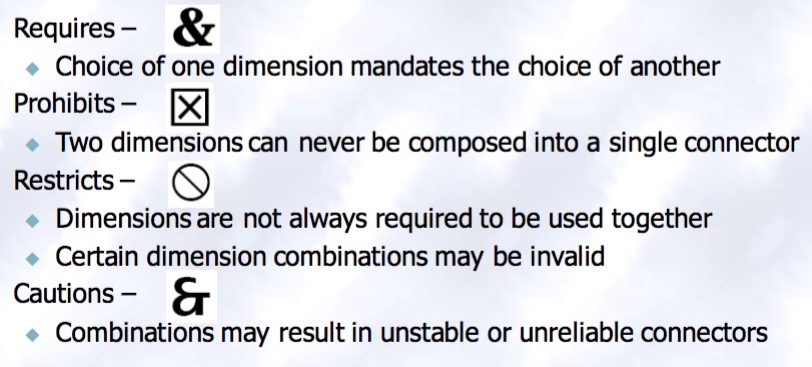 Requires – &
Choice of one dimension mandates the choice of another
Prohibits – ☒
Two dimensions can never be composed into a single connector
Restricts – 
Dimensions are not always required to be used together
Certain dimension combinations may be invalid
Cautions – &
Combinations may result in unstable or unreliable connectors